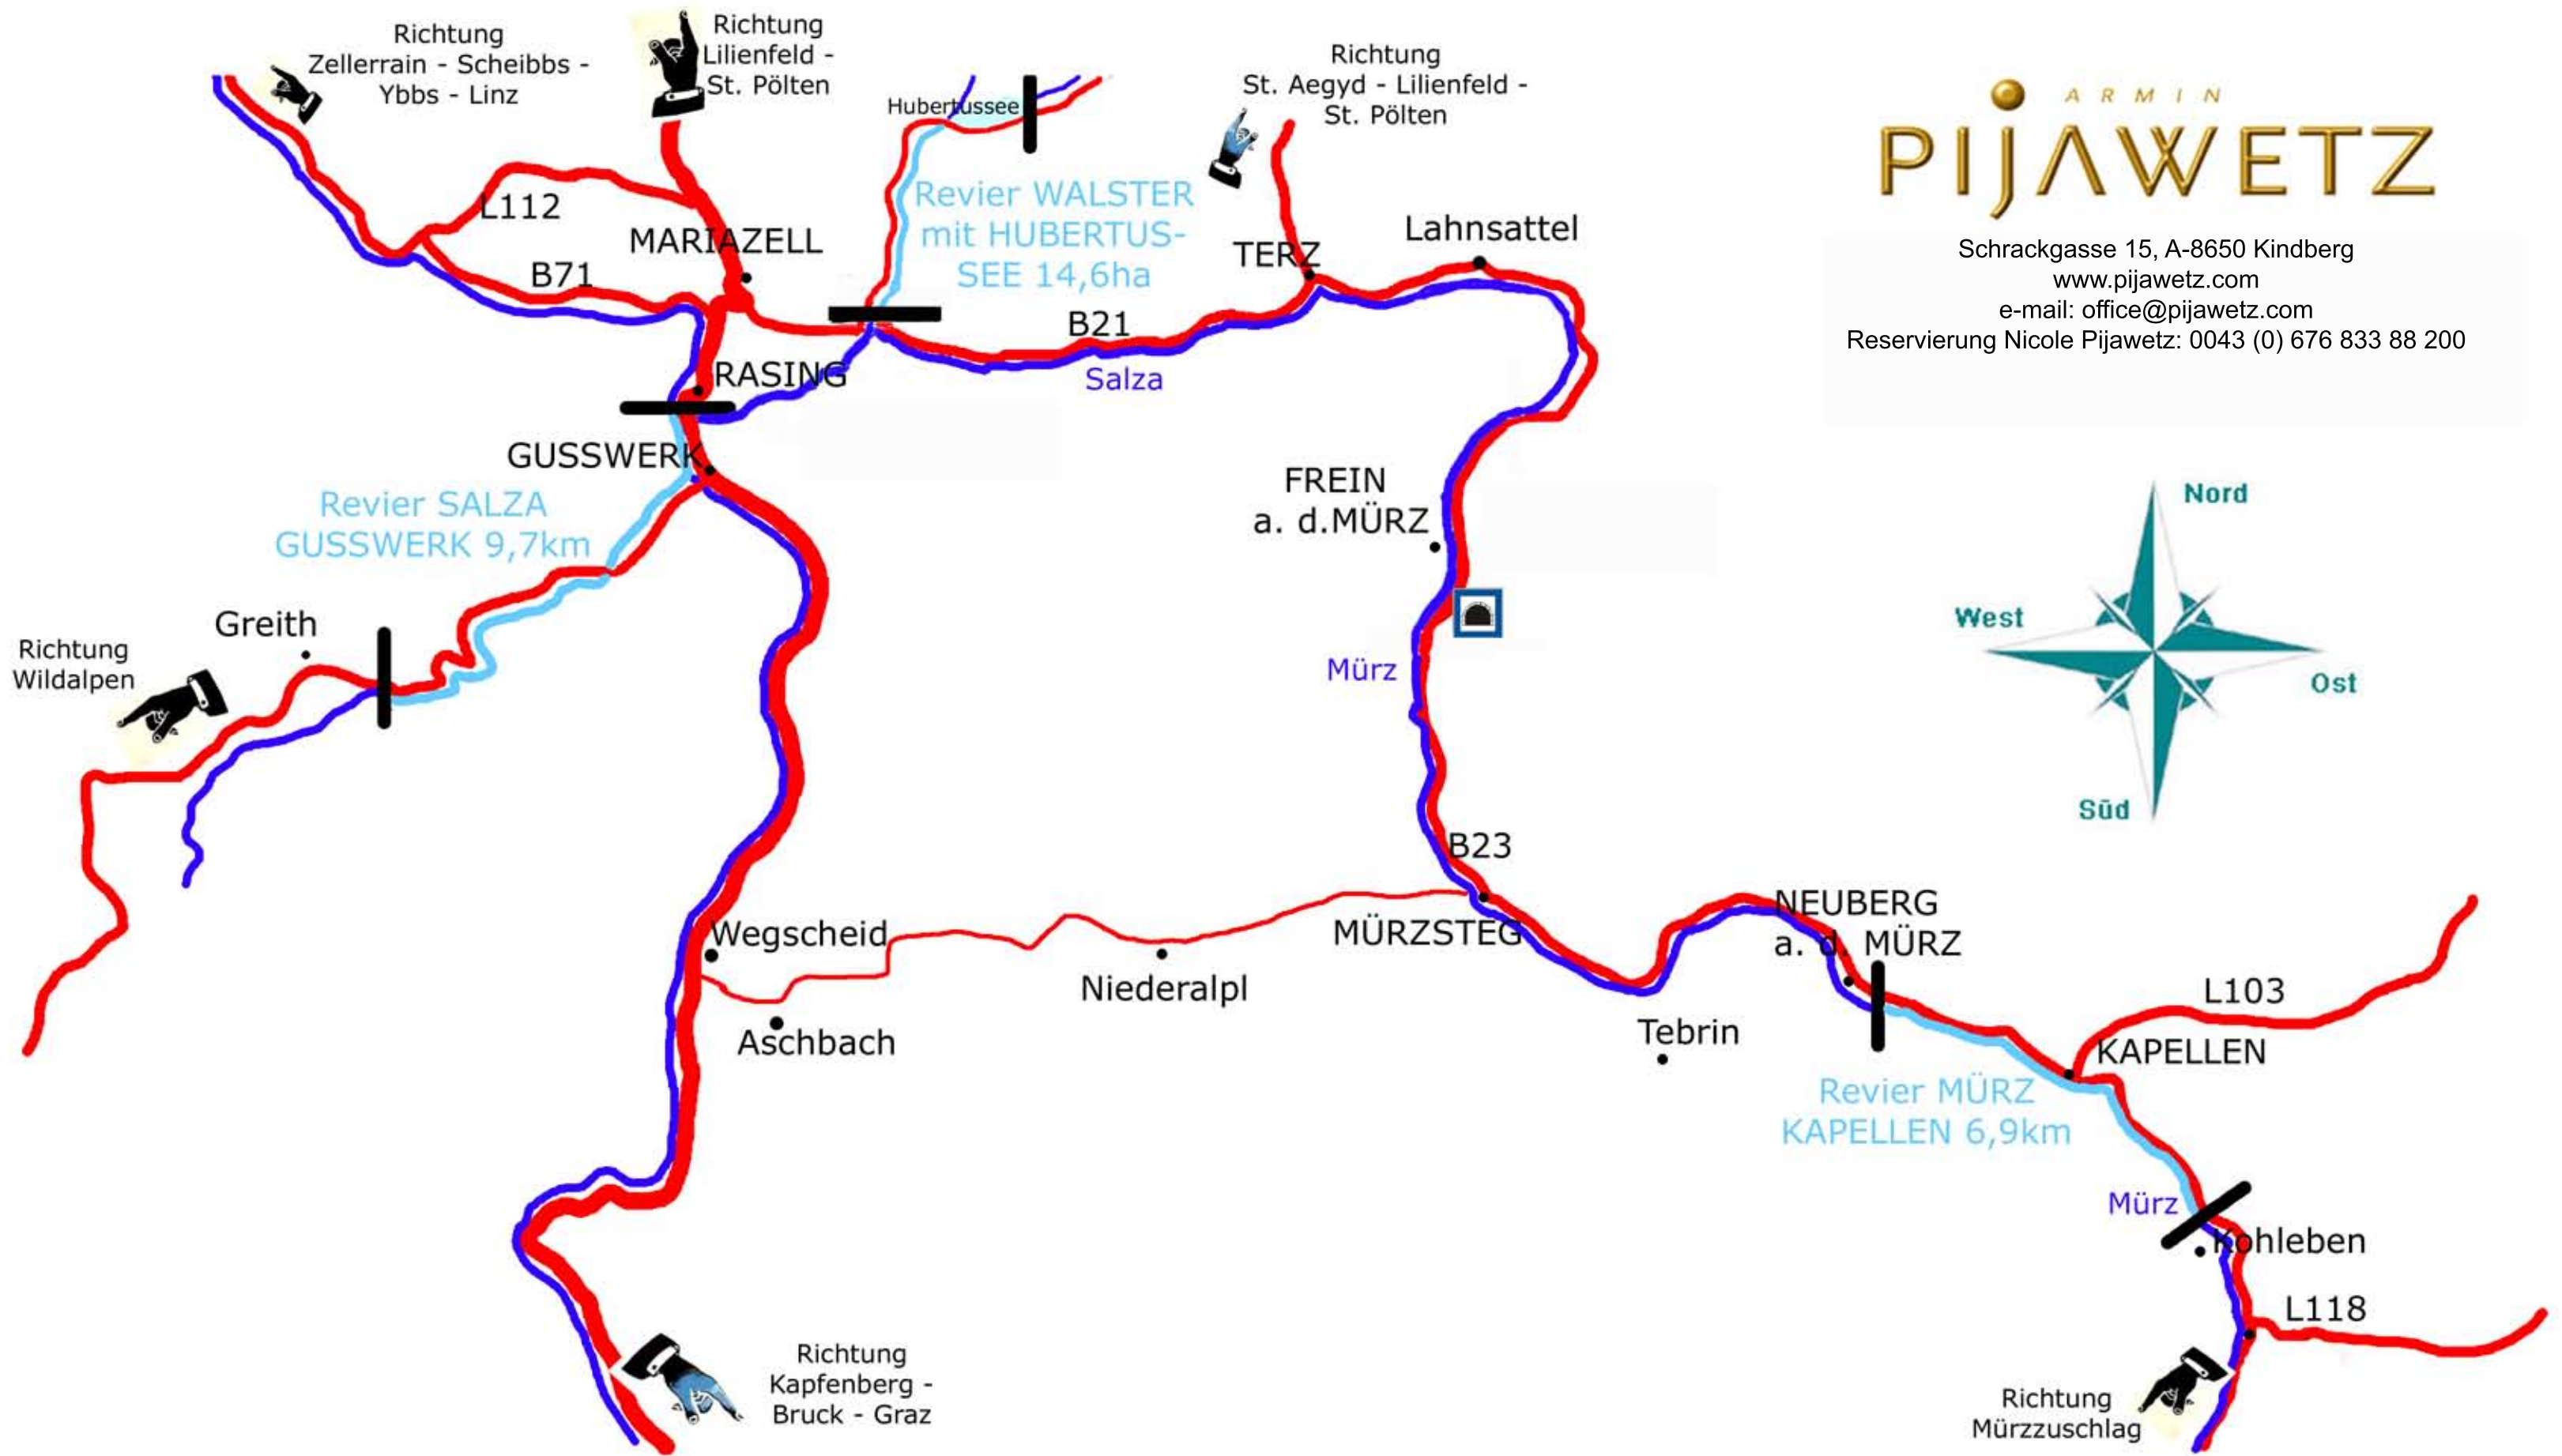 Richtung
Zellerrain - Scheibbs -
Ybbs - Linz
Richtung
Lilienfeld -
St. Pölten
Hubertussee
Richtung
St. Aegyd - Lilienfeld -
St. Pölten
ARMIN
PIJAWETZ
Schrackgasse 15, A-8650 Kindberg
www.pijawetz.com
e-mail: office@pijawetz.com
Reservierung Nicole Pijawetz: 0043 (0) 676 833 88 200
L112
MARIAZELL
B71
Revier WALSTER
mit HUBERTUS-
SEE 14,6ha
TERZ
Lahnsattel
B21
Salza
RASING
GUSSWERK
Revier SALZA
GUSSWERK 9,7km
FREIN
a. d.MÜRZ
Nord
West
Ost
Süd
Greith
Richtung
Wildalpen
Mürz
B23
Wegscheid
Niederalpl
MÜRZSTEG
NEUBERG
a. d. MÜRZ
Aschbach
Tebrin
L103
KAPELLEN
Revier MÜRZ
KAPELLEN 6,9km
Mürz
Kohleben
L118
Richtung
Kapfenberg -
Bruck - Graz
Richtung
Mürzzuschlag